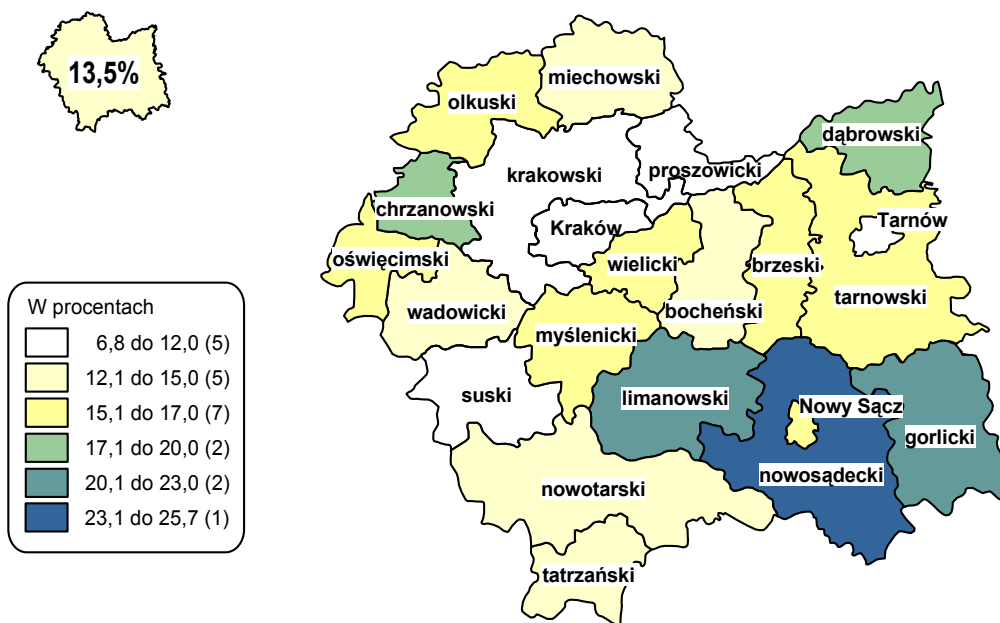 13,5%
miechowski
olkuski
dąbrowski
proszowicki
krakowski
chrzanowski
Tarnów
Kraków
oświęcimski
wielicki
brzeski
tarnowski
wadowicki
bocheński
myślenicki
suski
limanowski
Nowy Sącz
gorlicki
nowosądecki
nowotarski
tatrzański
W procentach
6,8 do 12,0 (5)
12,1 do 15,0 (5)
15,1 do 17,0 (7)
17,1 do 20,0 (2)
20,1 do 23,0 (2)
23,1 do 25,7 (1)